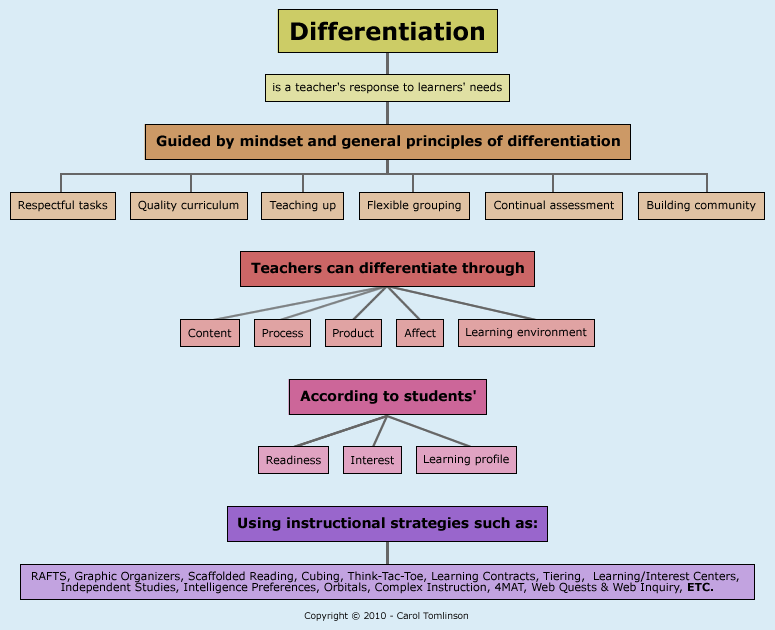 Differentiation
is a teacher's response to learners' needs
Guided by mindset and general principles of differentiation
Respectful tasks
Quality curriculum
Teaching up
Flexible grouping
Continual assessment
Building community
Teachers can differentiate through
Content
Process
Product
Affect
Learning environment
According to students'
Readiness
Interest
Learning profile
Using instructional strategies such as:
RAFTS, Graphic Organizers, Scaffolded Reading, Cubing, Think-Tac-Toe, Learning Contracts, Tiering, Learning/Interest Centers,
Independent Studies, Intelligence Preferences, Orbitals, Complex Instruction, 4MAT, Web Quests & Web Inquiry, ETC.
Copyright © 2010 - Carol Tomlinson